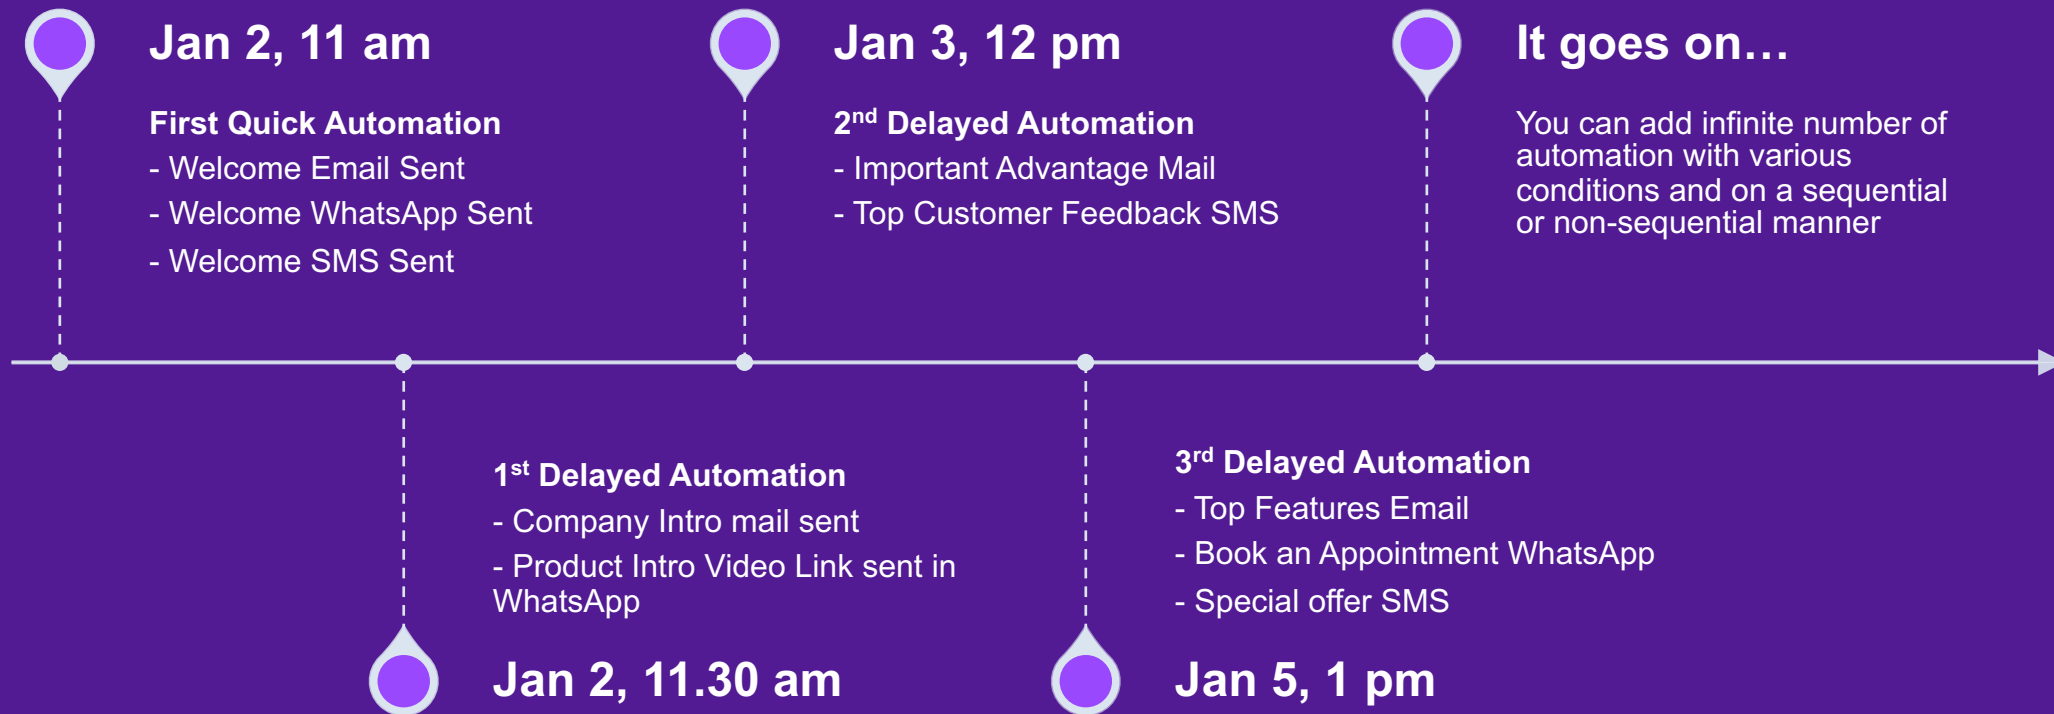 Jan 2, 11 am
First Quick Automation
- Welcome Email Sent
- Welcome WhatsApp Sent
- Welcome SMS Sent
1st Delayed Automation
- Company Intro mail sent
- Product Intro Video Link sent in
WhatsApp
Jan 2, 11.30 am
Jan 3, 12 pm
2nd Delayed Automation
- Important Advantage Mail
- Top Customer Feedback SMS
3rd Delayed Automation
- Top Features Email
- Book an Appointment WhatsApp
- Special offer SMS
Jan 5, 1 pm
It goes on…
You can add infinite number of
automation with various
conditions and on a sequential
or non-sequential manner